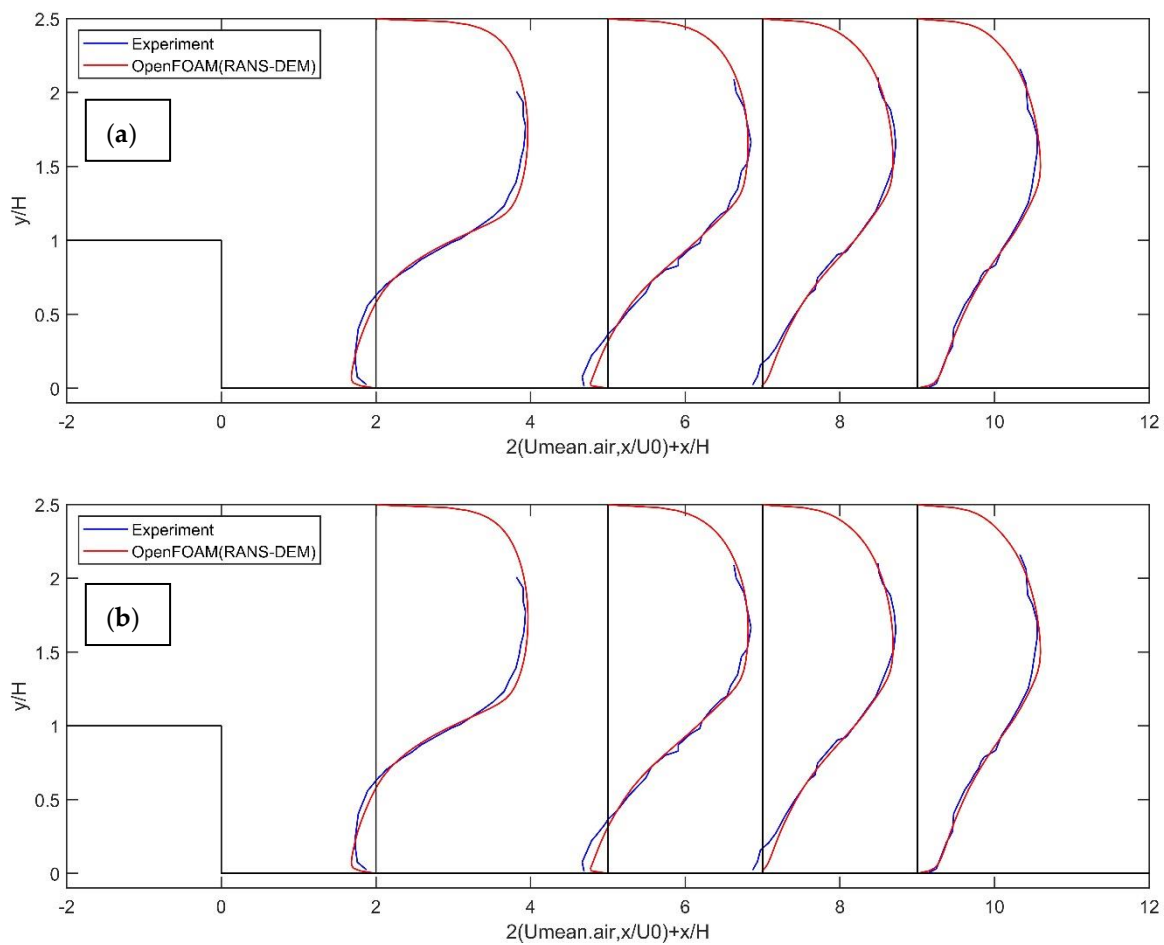 2.5
Experiment
OpenFOAM(RANS-DEM)
2
(a)
1.5
y/H
1
0.5
0
-2 0 2 4 6 8 10 12
2(Umean.air,x/U0)+x/H
2.5
Experiment
OpenFOAM(RANS-DEM)
2
(b)
1.5
y/H
1
0.5
0
-2 0 2 4 6 8 10 12
2(Umean.air,x/U0)+x/H